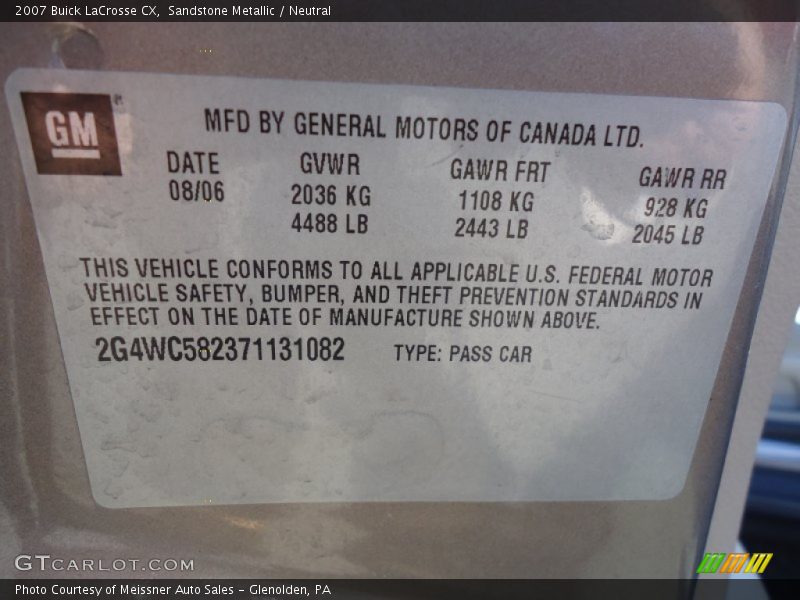 2007 Buick LaCrosse CX, Sandstone Metallic / Neutral
GM
MFD BY GENERAL MOTORS OF CANADA LTD.
DATE GVWR GAWR FRT GAWR RR
08/06 2036 KG 1108 KG 928 KG
4488 LB 2443 LB 2045 LB
THIS VEHICLE CONFORMS TO ALL APPLICABLE U.S. FEDERAL MOTOR
VEHICLE SAFETY, BUMPER, AND THEFT PREVENTION STANDARDS IN
EFFECT ON THE DATE OF MANUFACTURE SHOWN ABOVE.
2G4WC582371131082 TYPE: PASS CAR
GTCARLOT.COM
Photo Courtesy of Meissner Auto Sales - Glenolden, PA